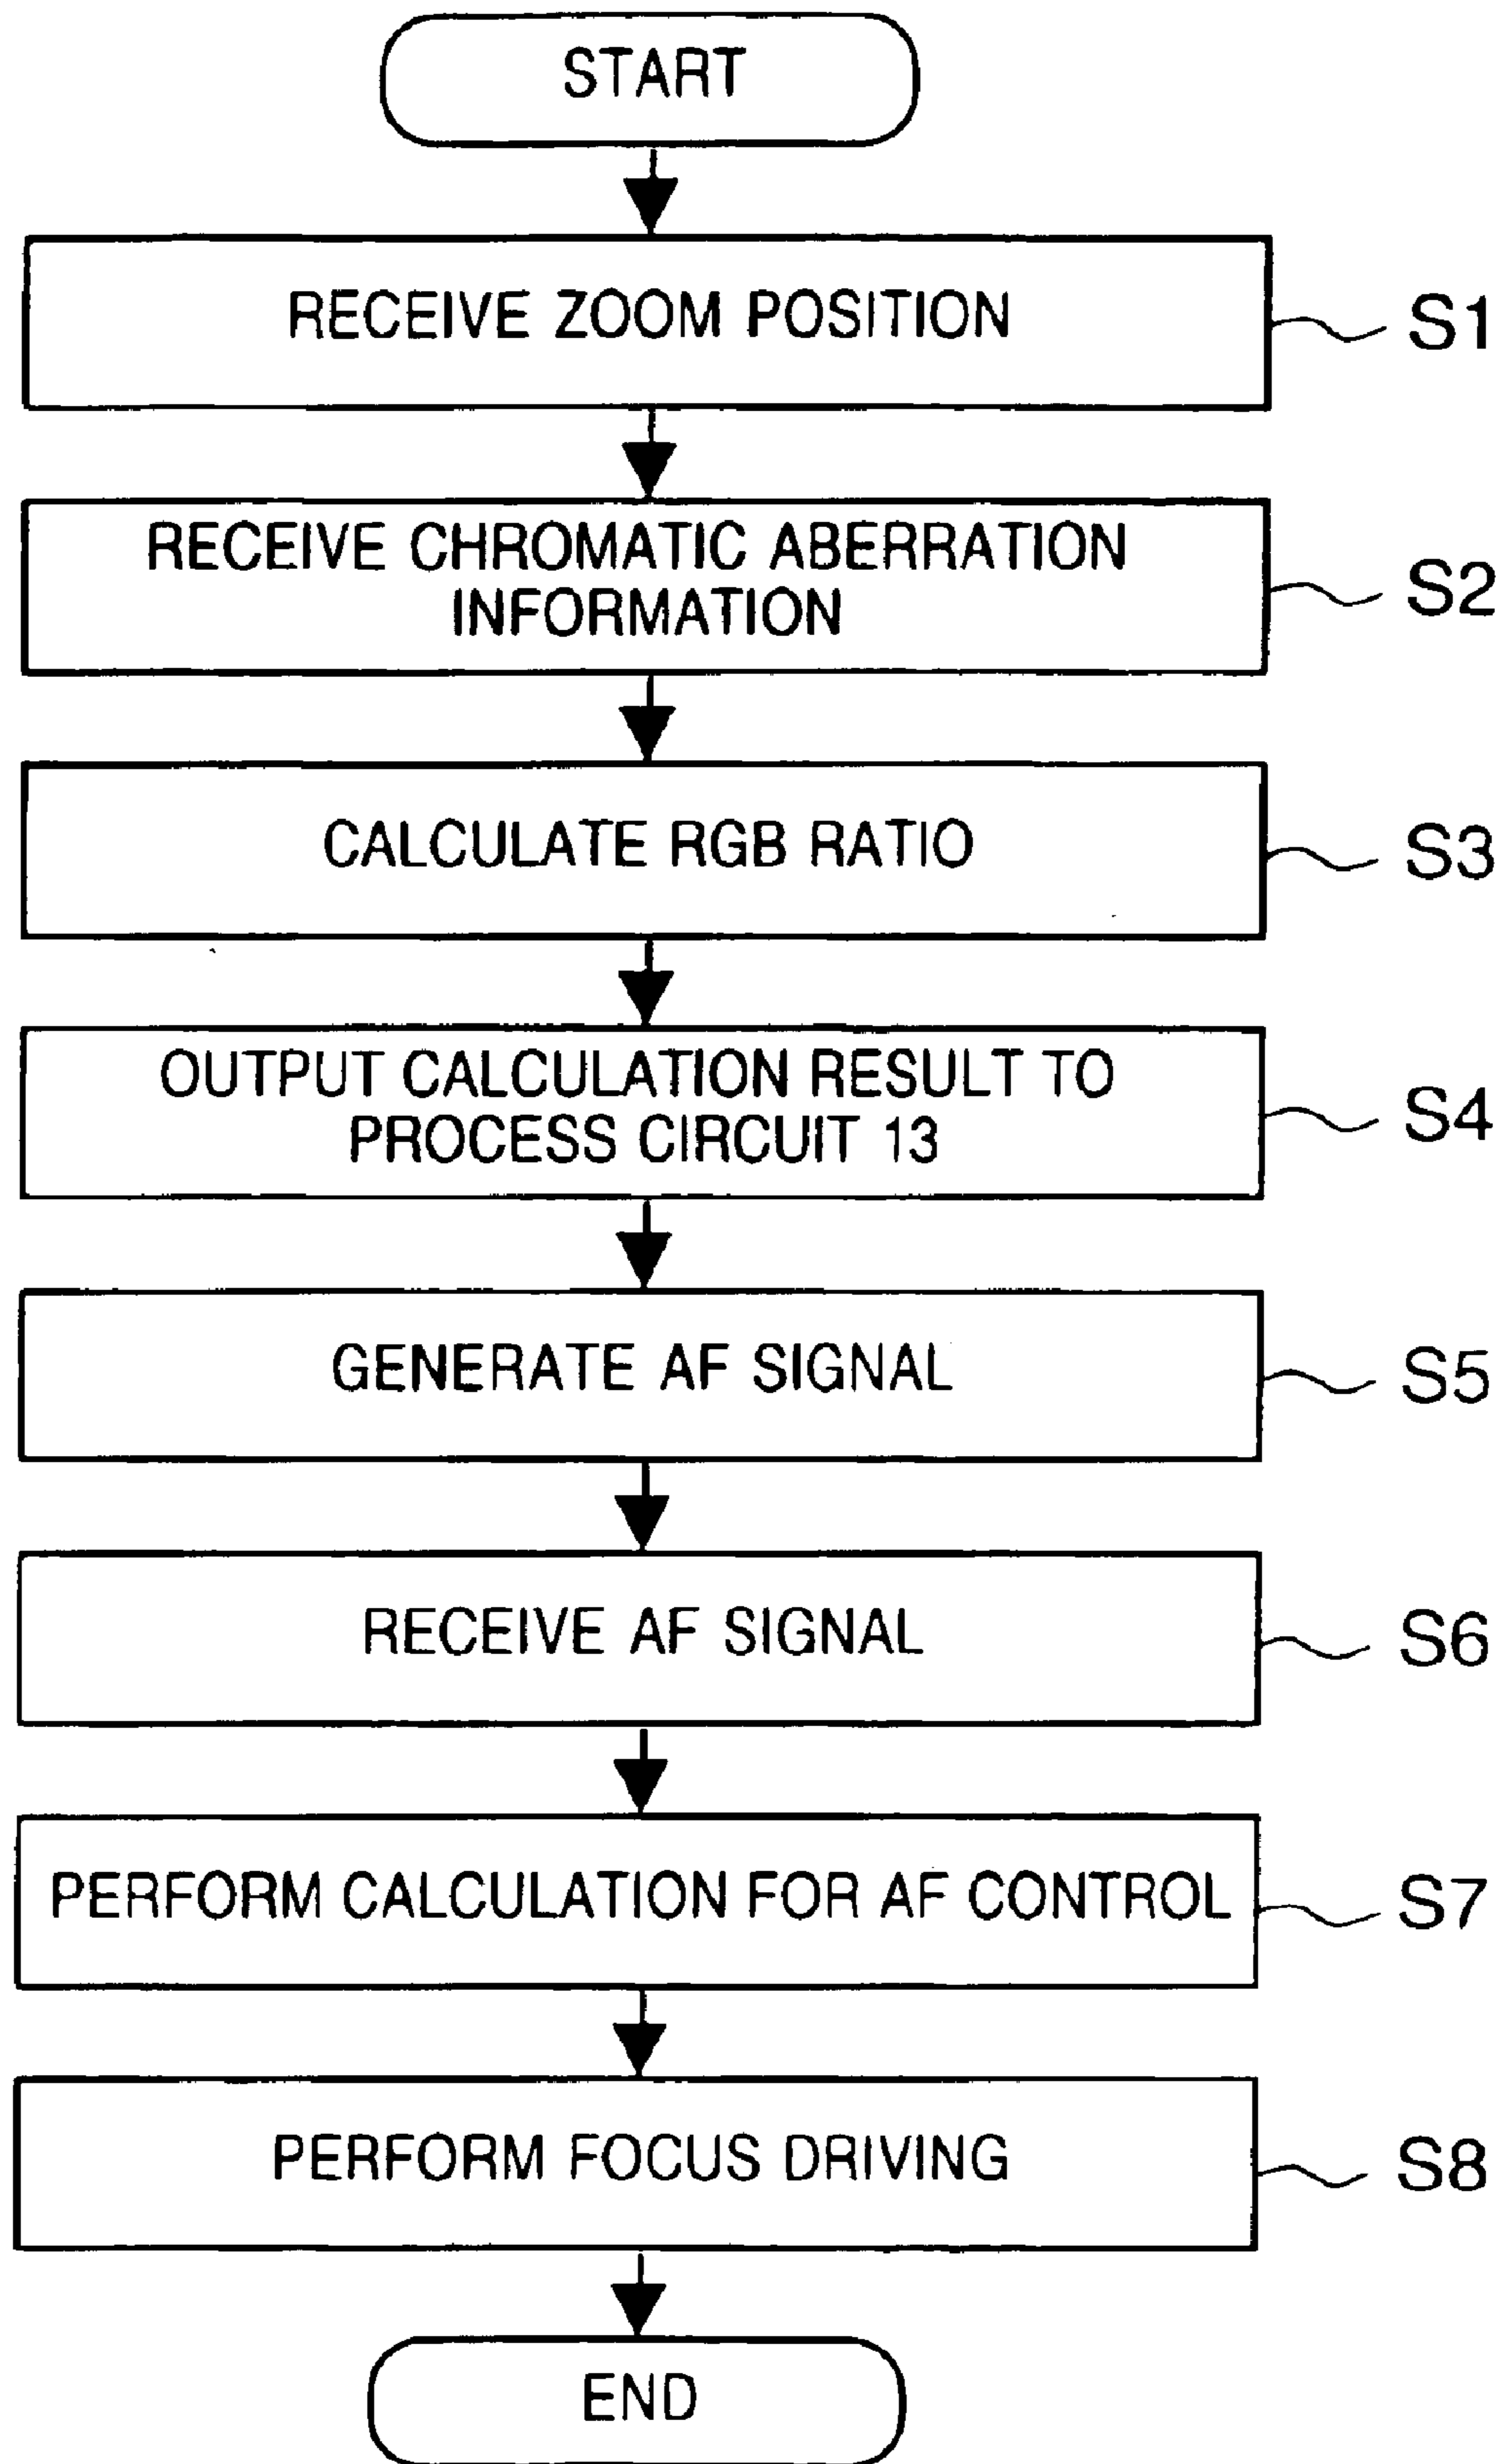 START
RECEIVE ZOOM POSITION
S1
RECEIVE CHROMATIC ABERRATION
INFORMATION
S2
CALCULATE RGB RATIO
S3
OUTPUT CALCULATION RESULT TO
PROCESS CIRCUIT 13
S4
GENERATE AF SIGNAL
S5
RECEIVE AF SIGNAL
S6
PERFORM CALCULATION FOR AF CONTROL
S7
PERFORM FOCUS DRIVING
S8
END